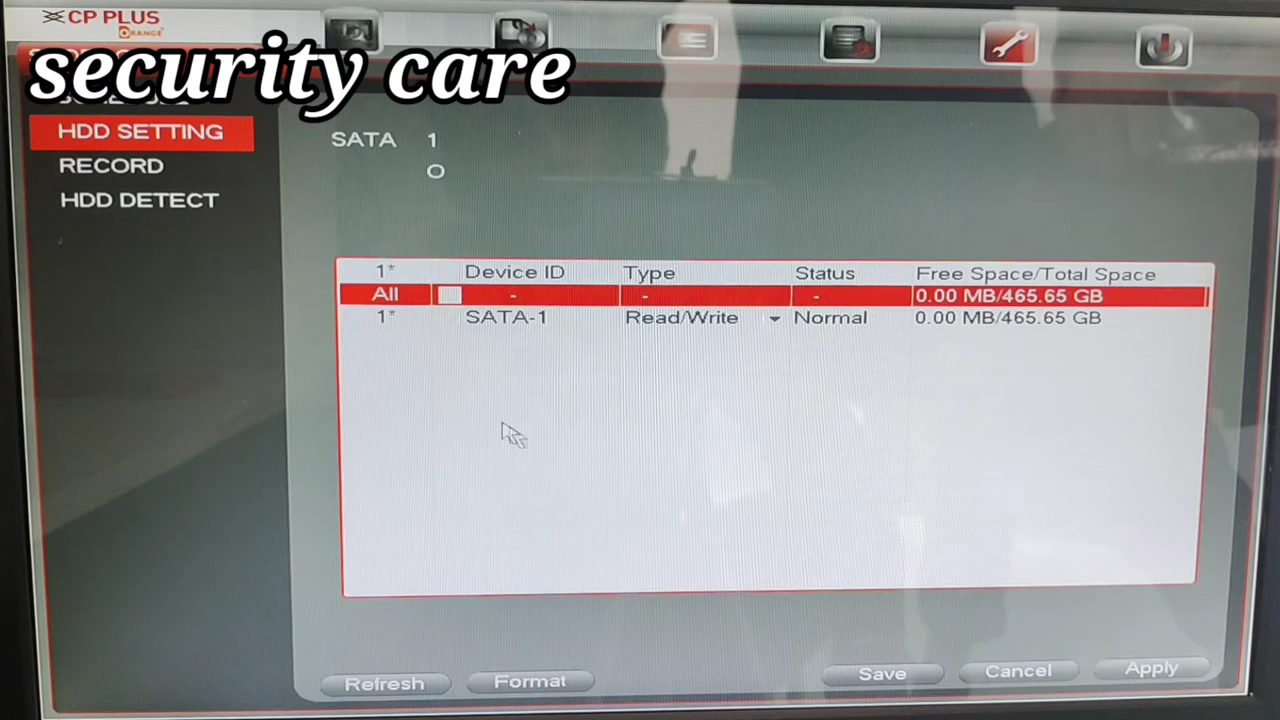 CP PLUS
ORANGE
security care
HDD SETTING
RECORD
HDD DETECT
SATA 1
O
1* Device ID Type Status Free Space/Total Space
All - - - 0.00 MB/465.65 GB
1* SATA-1 Read/Write Normal 0.00 MB/465.65 GB
Refresh Format Save Cancel Apply